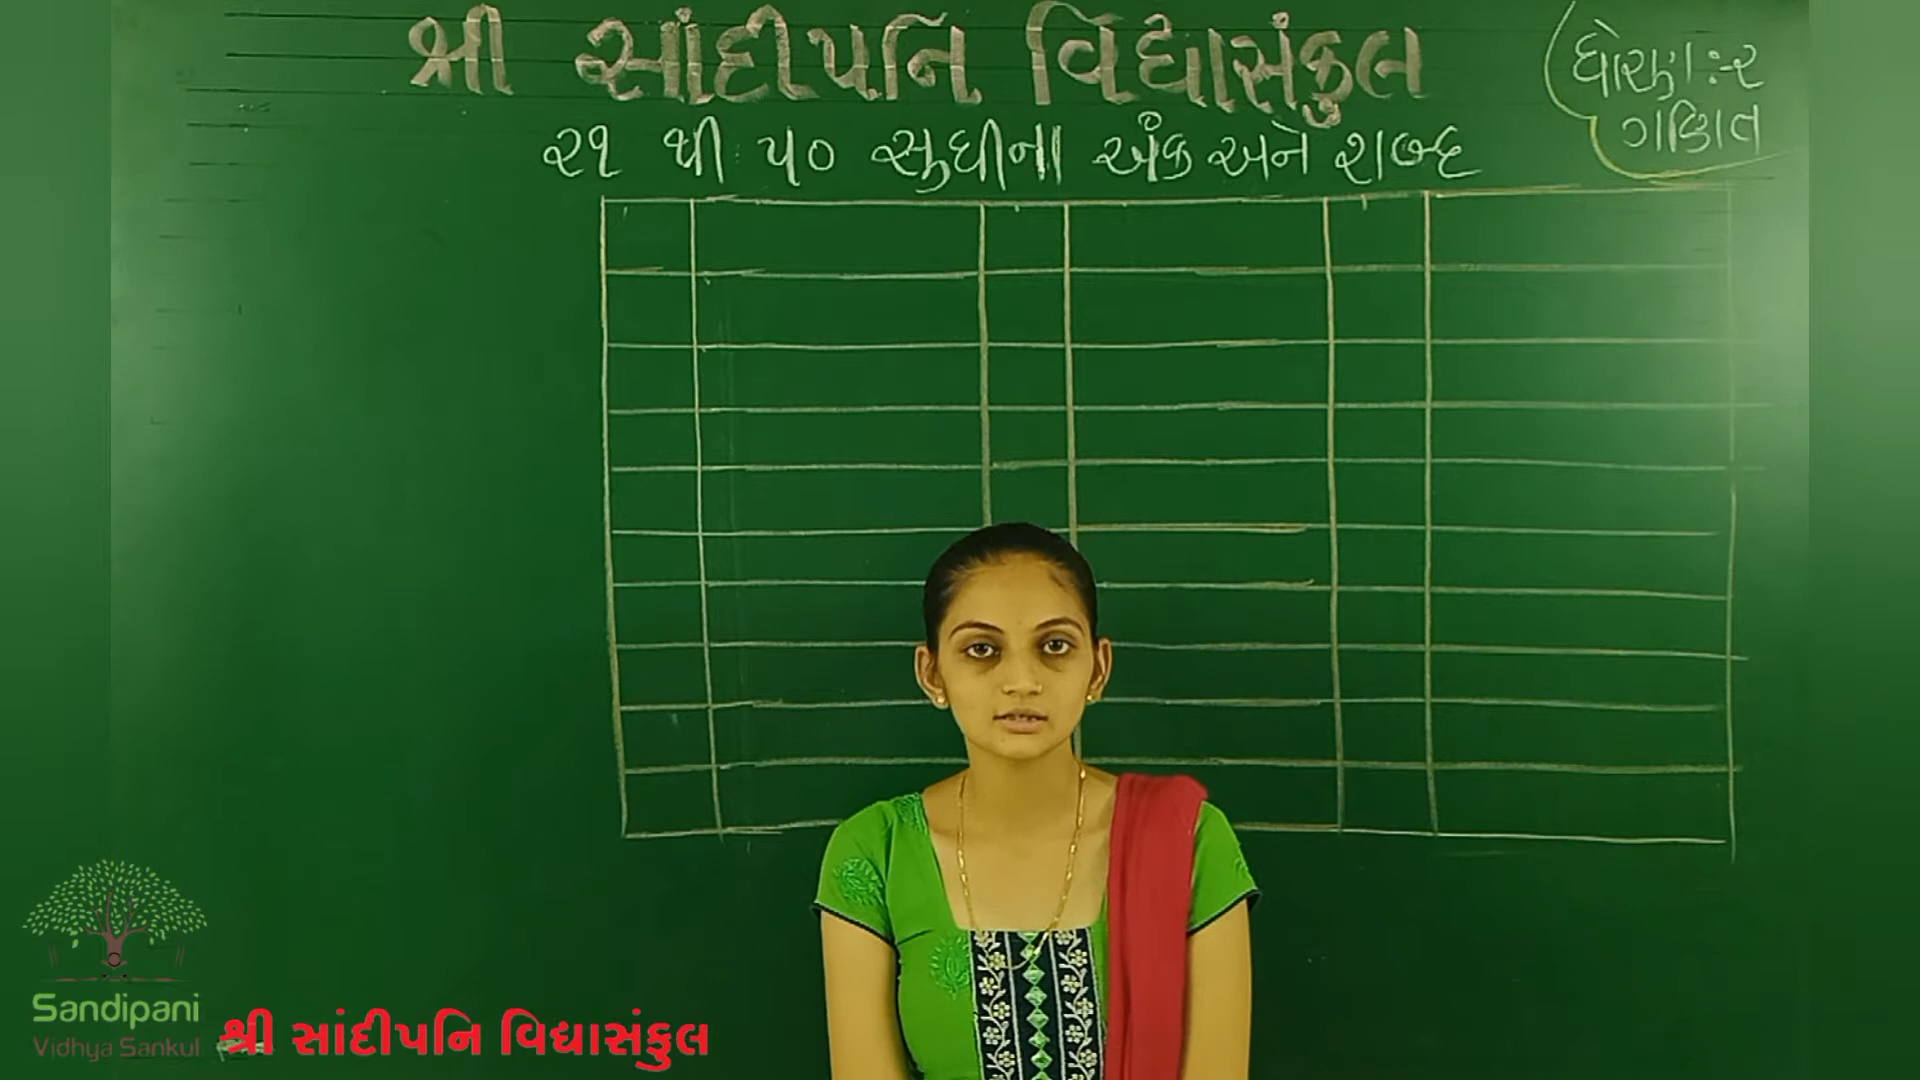 શ્રી સાંદીપનિ વિદ્યાસંકુલ
ધોરણ :- ૨
ગણિત
૨૧ થી ૫૦ સુધીના અંક અને શબ્દ
Sandipani
Vidhya Sankul
શ્રી સાંદીપનિ વિદ્યાસંકુલ